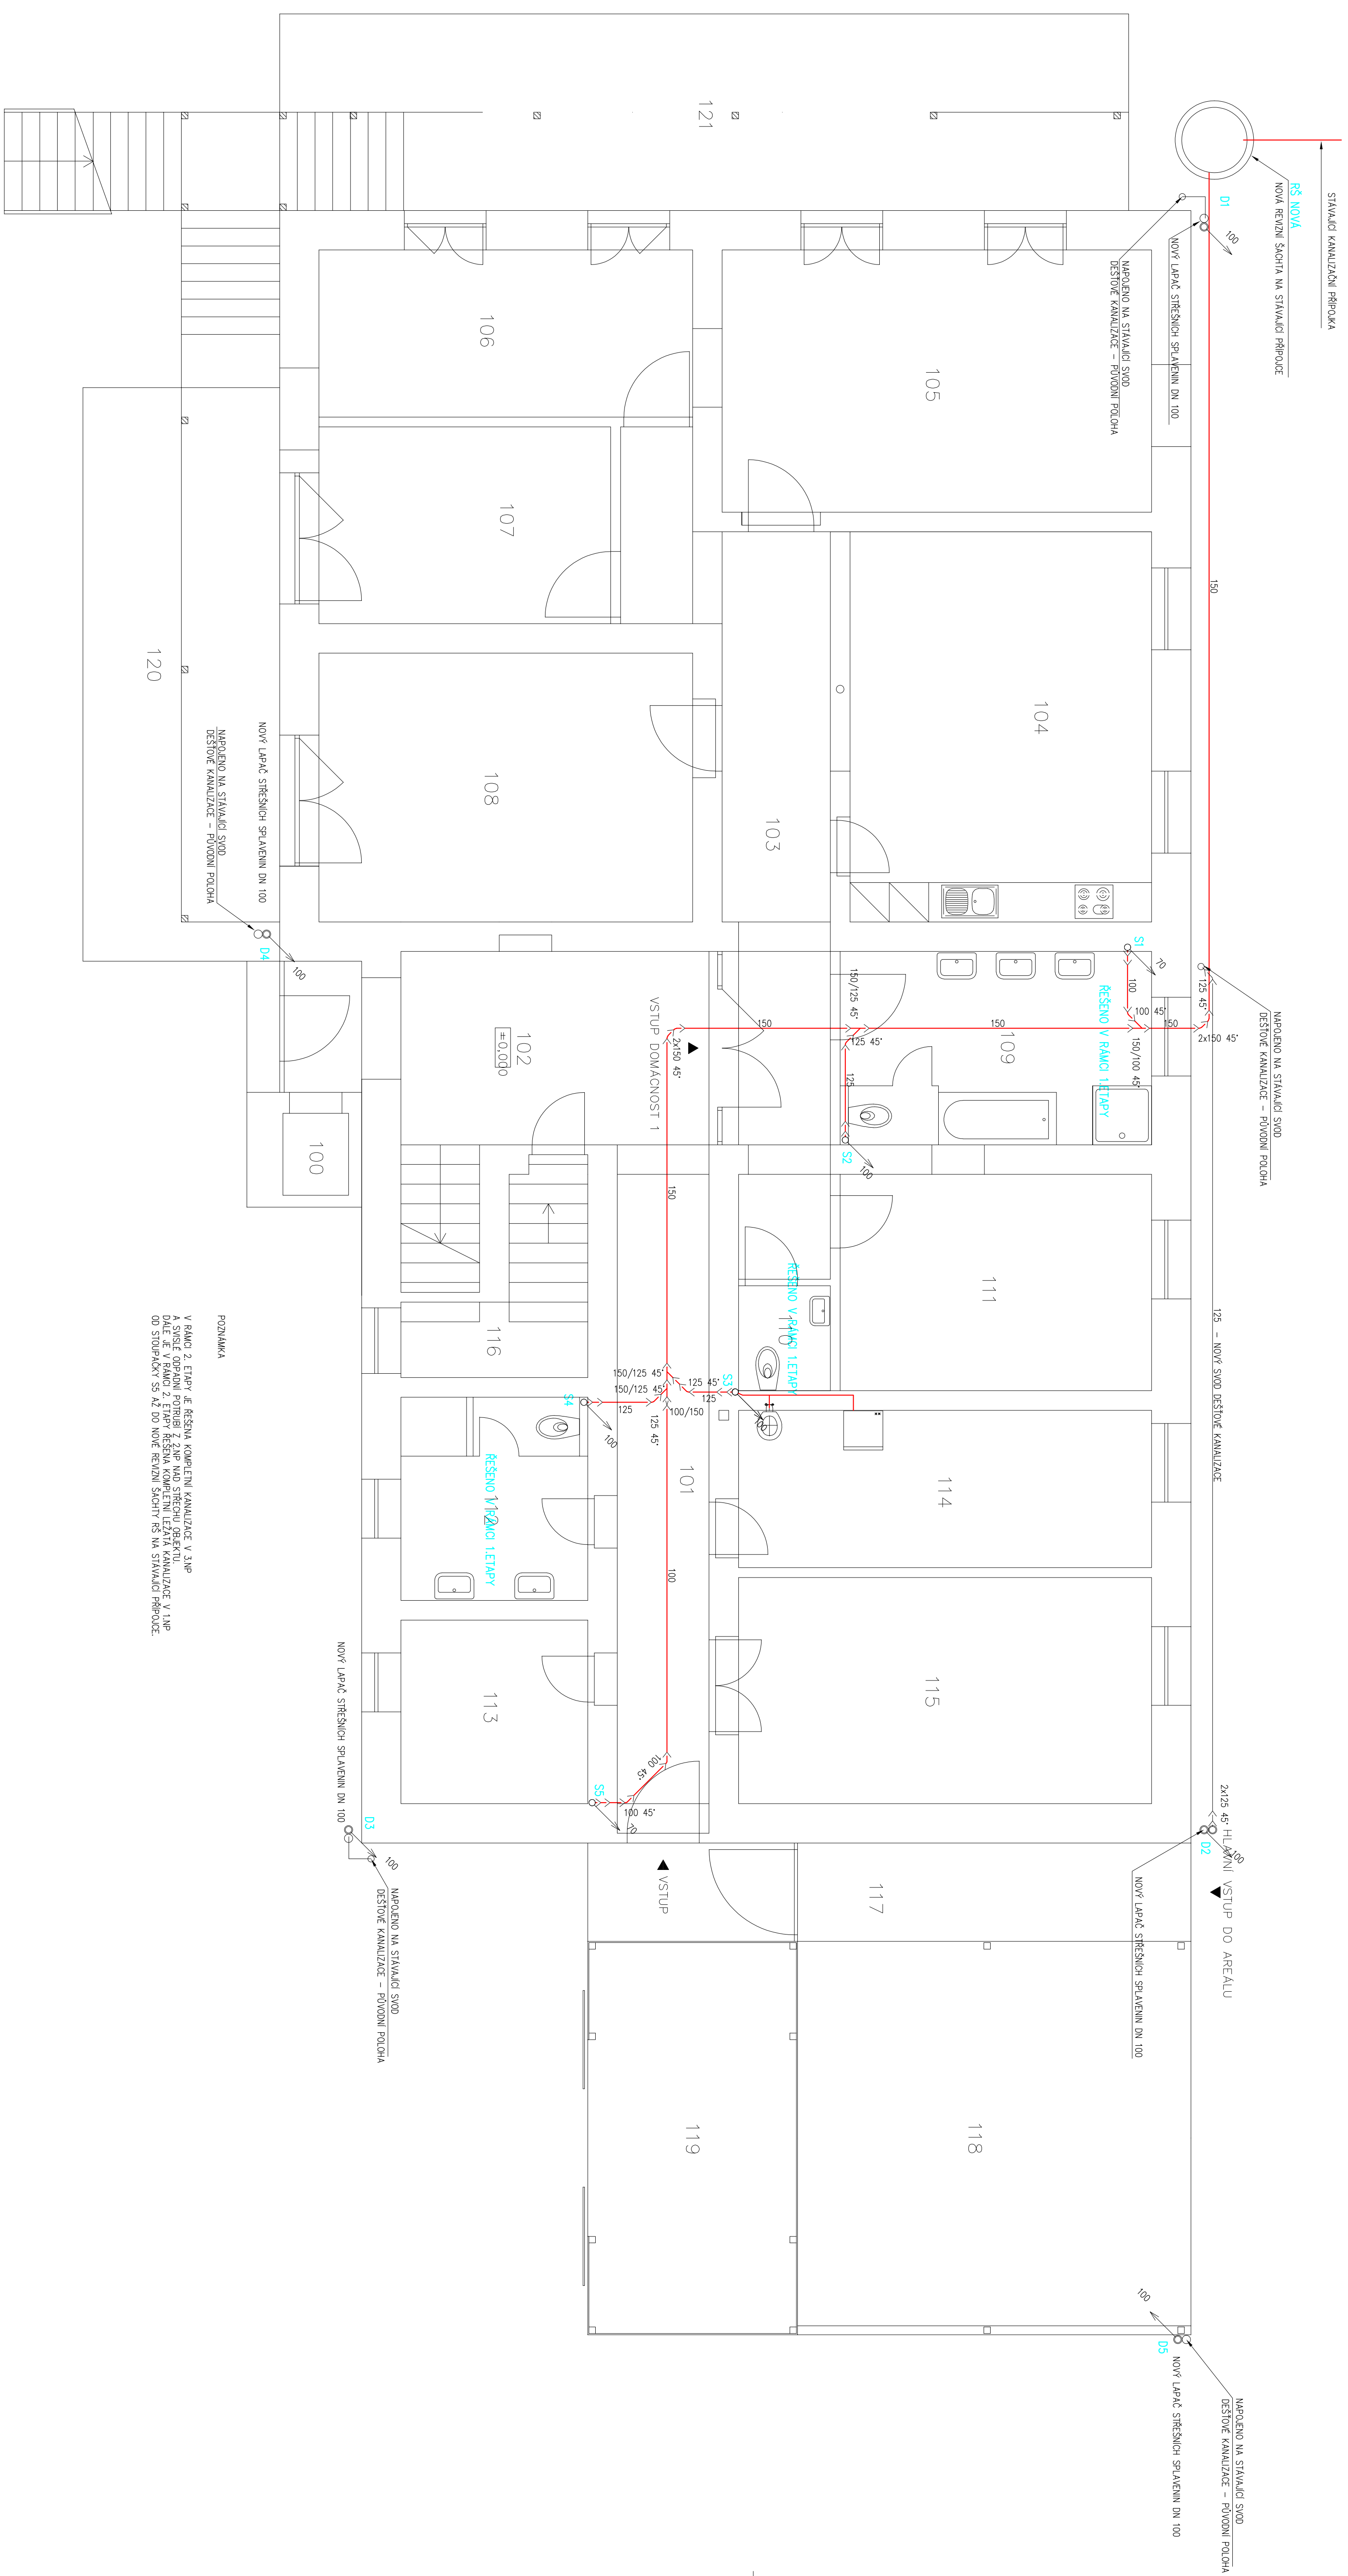 STÁVAJÍCÍ KANALIZAČNÍ PŘÍPOJKA
RŠ NOVÁ
NOVÁ REVIZNÍ ŠACHTA NA STÁVAJÍCÍ PŘÍPOJCE
D1
100
NOVÝ LAPAČ STŘEŠNÍCH SPLAVENIN DN 100
NAPOJENO NA STÁVAJÍCÍ SVOD
DEŠŤOVÉ KANALIZACE – PŮVODNÍ POLOHA
150
NAPOJENO NA STÁVAJÍCÍ SVOD
DEŠŤOVÉ KANALIZACE – PŮVODNÍ POLOHA
125 45°
2x150 45°
125 – NOVÝ SVOD DEŠŤOVÉ KANALIZACE
2x125 45°
HLAVNÍ VSTUP DO AREÁLU
D2
100
NOVÝ LAPAČ STŘEŠNÍCH SPLAVENIN DN 100
NAPOJENO NA STÁVAJÍCÍ SVOD
DEŠŤOVÉ KANALIZACE – PŮVODNÍ POLOHA
NOVÝ LAPAČ STŘEŠNÍCH SPLAVENIN DN 100
D5
100
121
105
104
S1
70
100
100 45°
150
150/100 45°
ŘEŠENO V RÁMCI 1.ETAPY
109
150
150/125 45°
125 45°
125
S2
100
111
ŘEŠENO V RÁMCI 1.ETAPY
110
114
115
117
118
106
107
103
108
150
2x150 45°
VSTUP DOMÁCNOST 1
102
±0,000
150
150/125 45°
150/125 45°
125 45°
125
S3
100
100/150
125 45°
125
S4
100
101
100
100 45°
100 45°
S5
70
VSTUP
119
116
112
ŘEŠENO V RÁMCI 1.ETAPY
113
120
NOVÝ LAPAČ STŘEŠNÍCH SPLAVENIN DN 100
NAPOJENO NA STÁVAJÍCÍ SVOD
DEŠŤOVÉ KANALIZACE – PŮVODNÍ POLOHA
D4
100
100
NOVÝ LAPAČ STŘEŠNÍCH SPLAVENIN DN 100
D3
100
NAPOJENO NA STÁVAJÍCÍ SVOD
DEŠŤOVÉ KANALIZACE – PŮVODNÍ POLOHA
POZNÁMKA
V RÁMCI 2. ETAPY JE ŘEŠENA KOMPLETNÍ KANALIZACE V 3.NP
A SVISLÉ ODPADNÍ POTRUBÍ Z 2.NP NAD STŘECHU OBJEKTU.
DÁLE JE V RÁMCI 2. ETAPY ŘEŠENA KOMPLETNÍ LEŽATÁ KANALIZACE V 1.NP
OD STOUPAČKY S5 AŽ DO NOVÉ REVIZNÍ ŠACHTY RŠ NA STÁVAJÍCÍ PŘÍPOJCE.